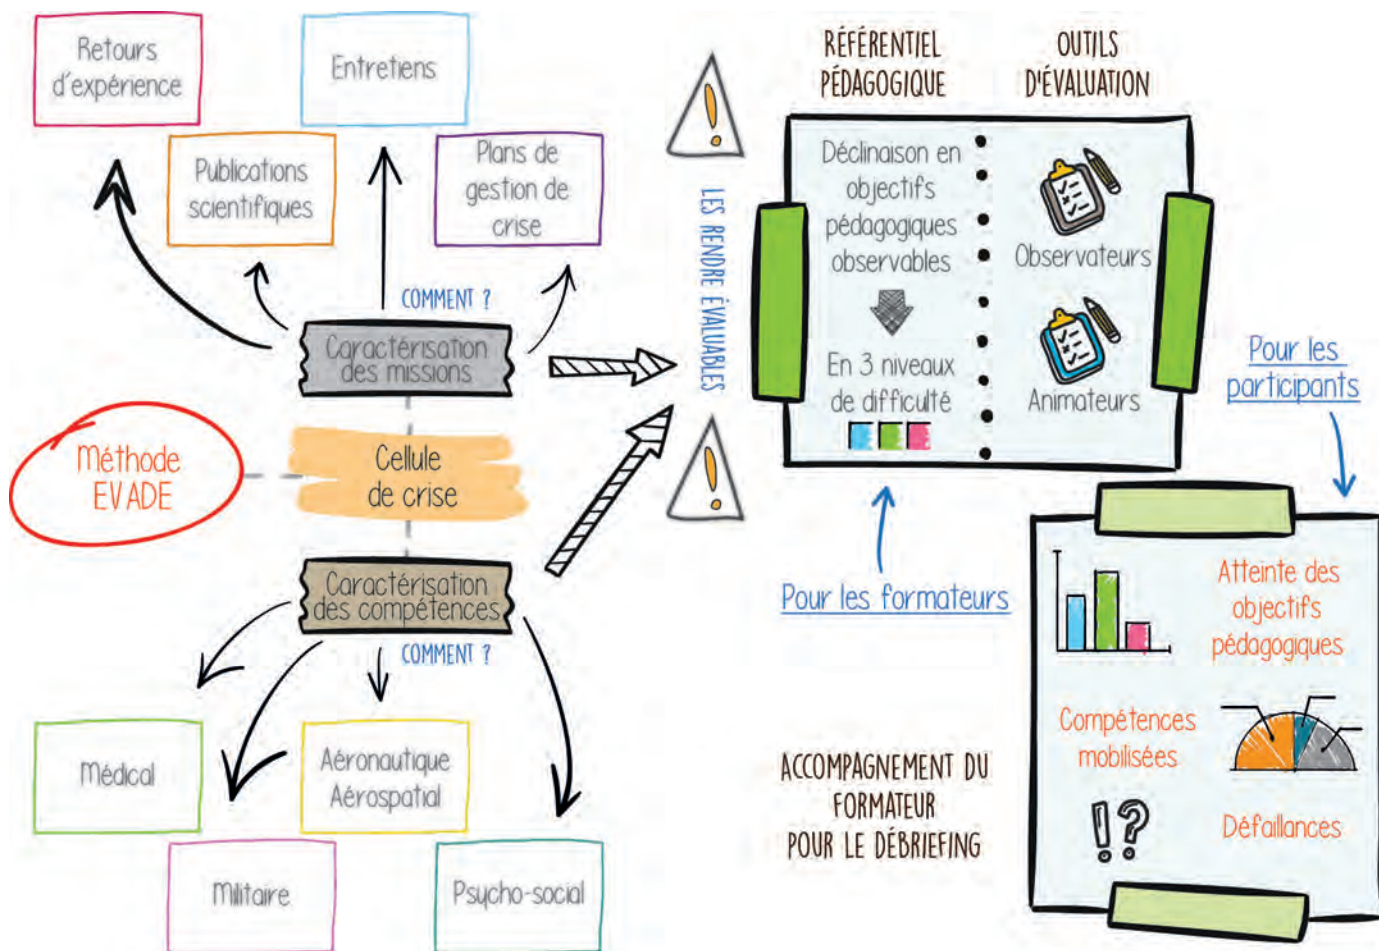 Retours
d'expérience
Entretiens
Publications
scientifiques
Plans de
gestion de
crise
COMMENT ?
Caractérisation
des missions
Méthode
EVADE
Cellule
de crise
Caractérisation
des compétences
COMMENT ?
Médical
Aéronautique
Aérospatial
Militaire
Psycho-social
LES RENDRE ÉVALUABLES
RÉFÉRENTIEL
PÉDAGOGIQUE
OUTILS
D'ÉVALUATION
Déclinaison en
objectifs
pédagogiques
observables
En 3 niveaux
de difficulté
Observateurs
Animateurs
Pour les formateurs
Pour les
participants
Atteinte des
objectifs
pédagogiques
Compétences
mobilisées
Défaillances
ACCOMPAGNEMENT DU
FORMATEUR
POUR LE DÉBRIEFING